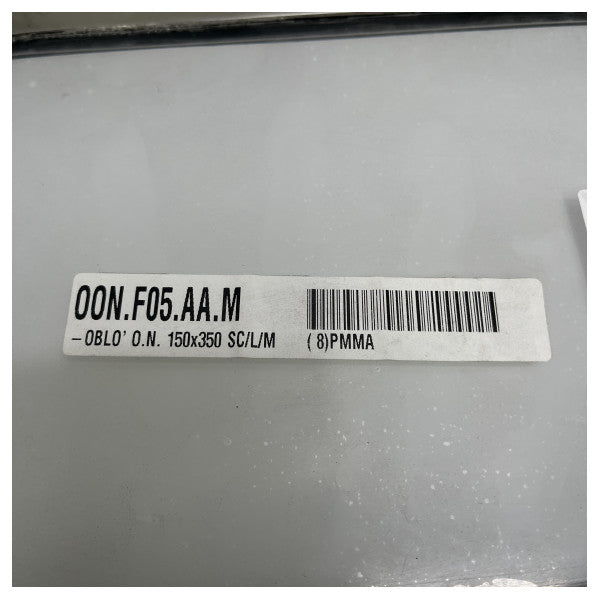 OON.F05.AA.M
– OBLO' O.N. 150x350 SC/L/M ( 8)PMMA